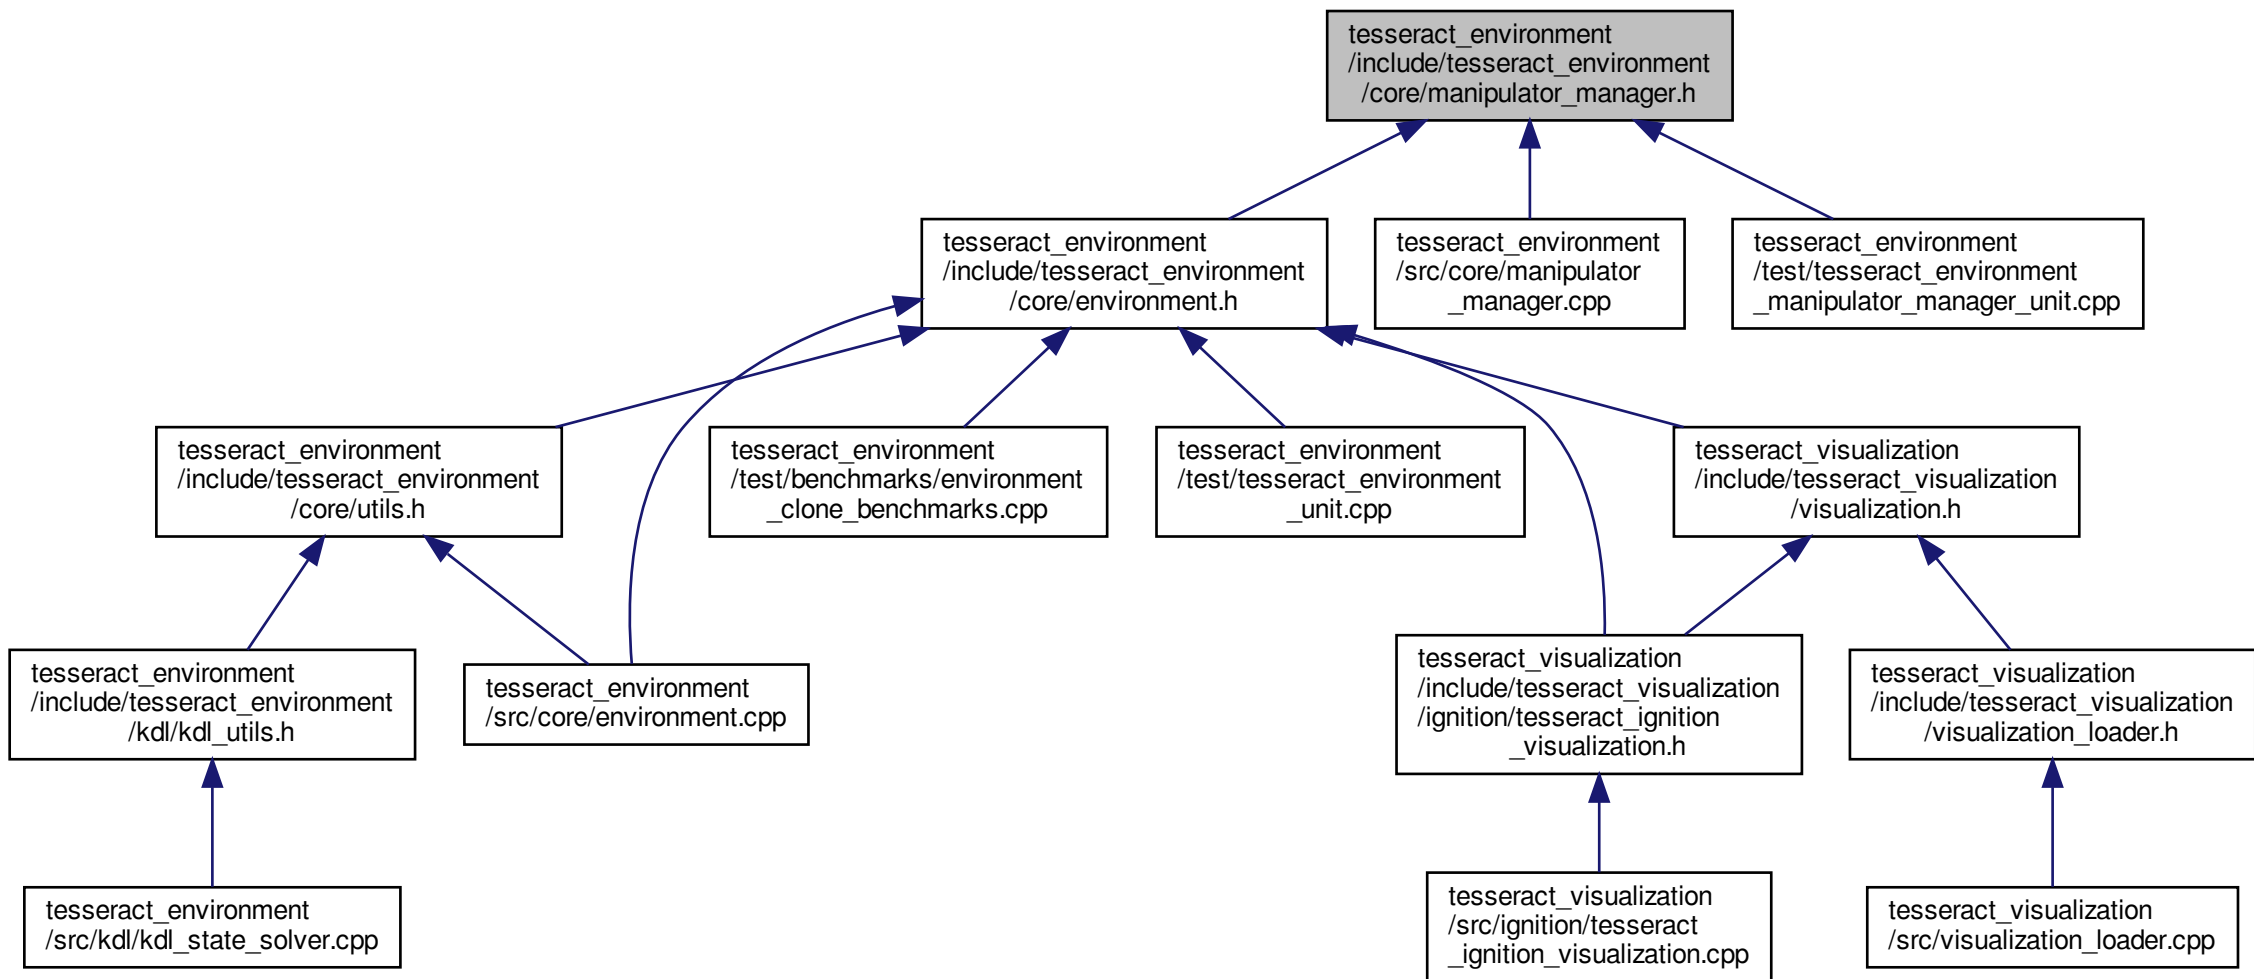 tesseract_environment
/include/tesseract_environment
/core/manipulator_manager.h
tesseract_environment
/include/tesseract_environment
/core/environment.h
tesseract_environment
/src/core/manipulator
_manager.cpp
tesseract_environment
/test/tesseract_environment
_manipulator_manager_unit.cpp
tesseract_environment
/include/tesseract_environment
/core/utils.h
tesseract_environment
/test/benchmarks/environment
_clone_benchmarks.cpp
tesseract_environment
/test/tesseract_environment
_unit.cpp
tesseract_visualization
/include/tesseract_visualization
/visualization.h
tesseract_environment
/include/tesseract_environment
/kdl/kdl_utils.h
tesseract_environment
/src/core/environment.cpp
tesseract_visualization
/include/tesseract_visualization
/ignition/tesseract_ignition
_visualization.h
tesseract_visualization
/include/tesseract_visualization
/visualization_loader.h
tesseract_environment
/src/kdl/kdl_state_solver.cpp
tesseract_visualization
/src/ignition/tesseract
_ignition_visualization.cpp
tesseract_visualization
/src/visualization_loader.cpp